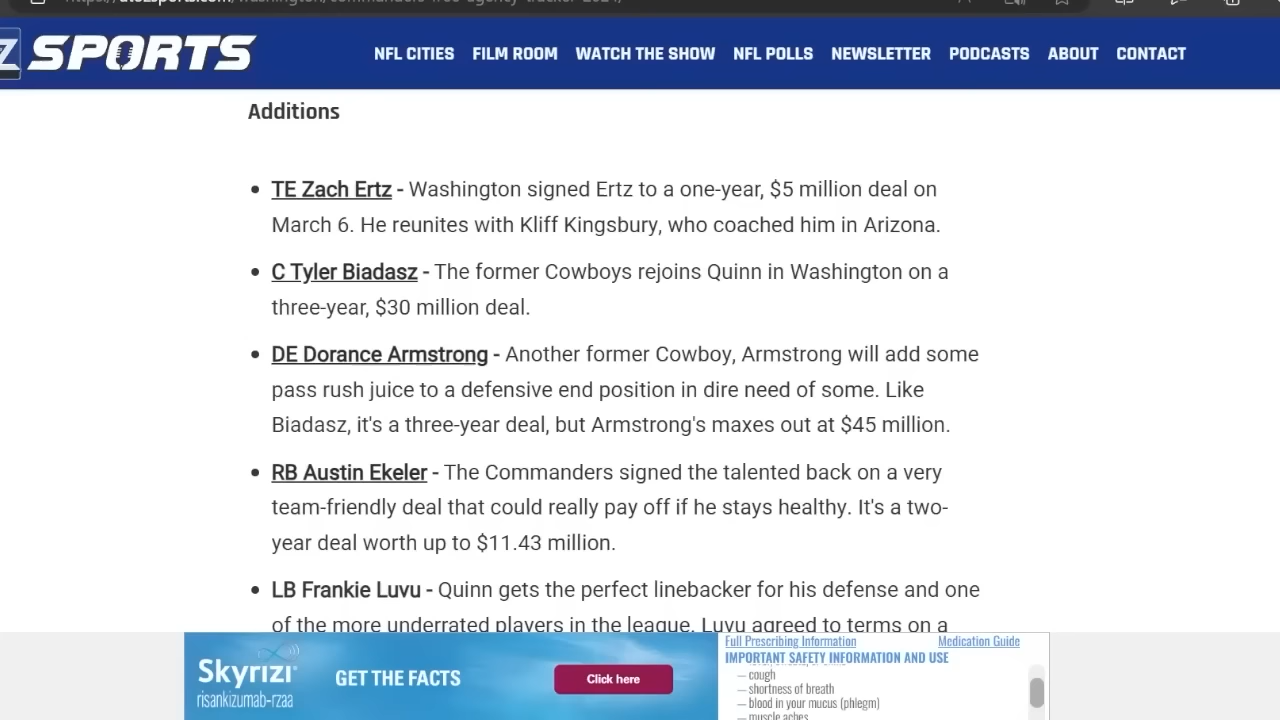 Z SPORTS
NFL CITIES FILM ROOM WATCH THE SHOW NFL POLLS NEWSLETTER PODCASTS ABOUT CONTACT
Additions
• TE Zach Ertz - Washington signed Ertz to a one-year, $5 million deal on
March 6. He reunites with Kliff Kingsbury, who coached him in Arizona.
• C Tyler Biadasz - The former Cowboys rejoins Quinn in Washington on a
three-year, $30 million deal.
• DE Dorance Armstrong - Another former Cowboy, Armstrong will add some
pass rush juice to a defensive end position in dire need of some. Like
Biadasz, it's a three-year deal, but Armstrong's maxes out at $45 million.
• RB Austin Ekeler - The Commanders signed the talented back on a very
team-friendly deal that could really pay off if he stays healthy. It's a two-
year deal worth up to $11.43 million.
• LB Frankie Luvu - Quinn gets the perfect linebacker for his defense and one
of the more underrated players in the league. Luvu agreed to terms on a
Skyrizi
risankizumab-rzaa
GET THE FACTS
Click here
Full Prescribing Information Medication Guide
IMPORTANT SAFETY INFORMATION AND USE
— cough
— shortness of breath
— blood in your mucus (phlegm)
— muscle aches